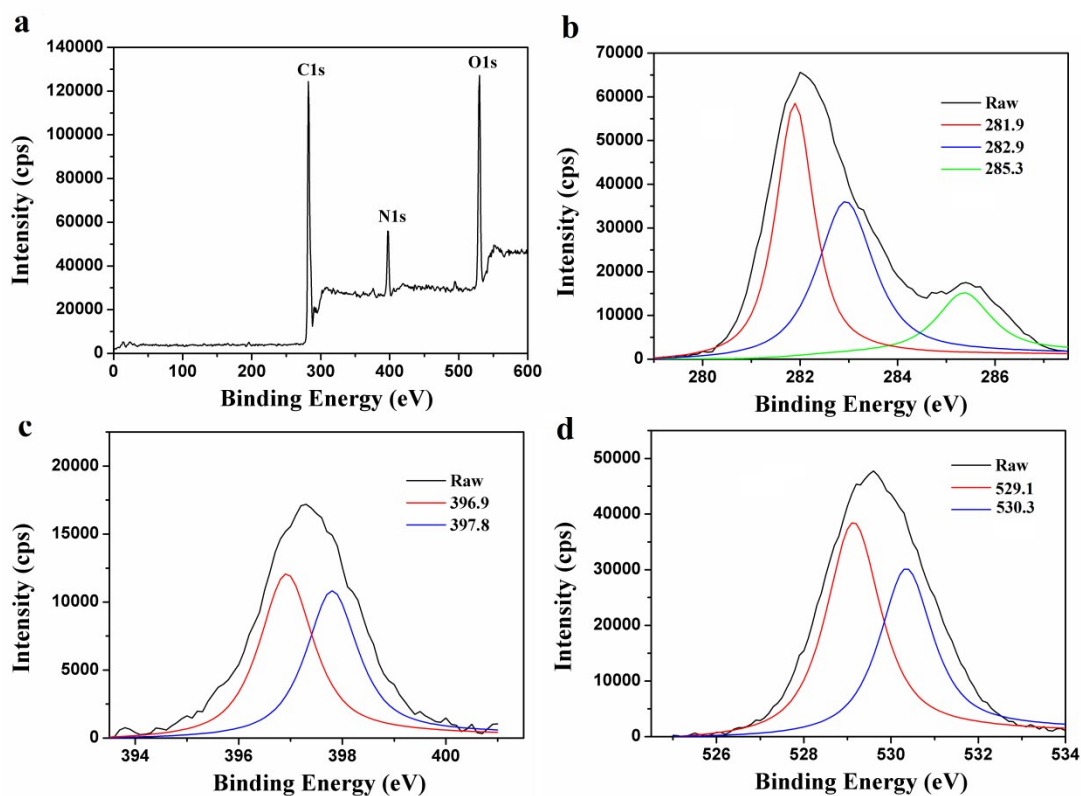 a
140000
120000
100000
80000
60000
40000
20000
0
0 100 200 300 400 500 600
C1s
N1s
O1s
Intensity (cps)
Binding Energy (eV)
b
70000
60000
50000
40000
30000
20000
10000
0
280 282 284 286
Raw
281.9
282.9
285.3
Intensity (cps)
Binding Energy (eV)
c
20000
15000
10000
5000
0
394 396 398 400
Raw
396.9
397.8
Intensity (cps)
Binding Energy (eV)
d
50000
40000
30000
20000
10000
0
526 528 530 532 534
Raw
529.1
530.3
Intensity (cps)
Binding Energy (eV)